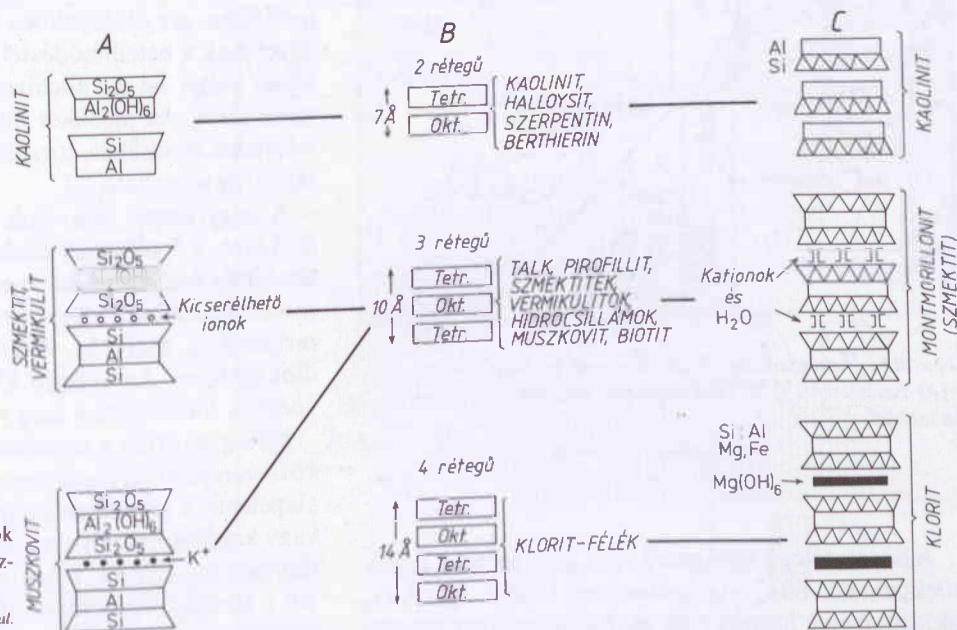 A
B
C
KAOLINIT
Si2O5
Al2(OH)6
Si
Al
2 rétegű
7Å
Tetr.
Okt.
KAOLINIT,
HALLOYSIT,
SZERPENTIN,
BERTHIERIN
Al
Si
KAOLINIT
SZMEKTIT,
VERMIKULIT
Si2O5
Si2O5
Kicserélhető
ionok
Si
Al
Si
3 rétegű
10 Å
Tetr.
Okt.
Tetr.
TALK, PIROFILLIT,
SZMEKTITEK,
VERMIKULITOK,
HIDROCSILLÁMOK,
MUSZKOVIT, BIOTIT
Kationok
és
H2O
MONTMORILLONIT
(SZMEKTIT)
MUSZKOVIT
Si2O5
Al2(OH)6
Si2O5
K+
Si
Al
Si
4 rétegű
14 Å
Tetr.
Okt.
Tetr.
Okt.
KLORIT-FÉLÉK
Si : Al
Mg, Fe
Mg(OH)6
KLORIT